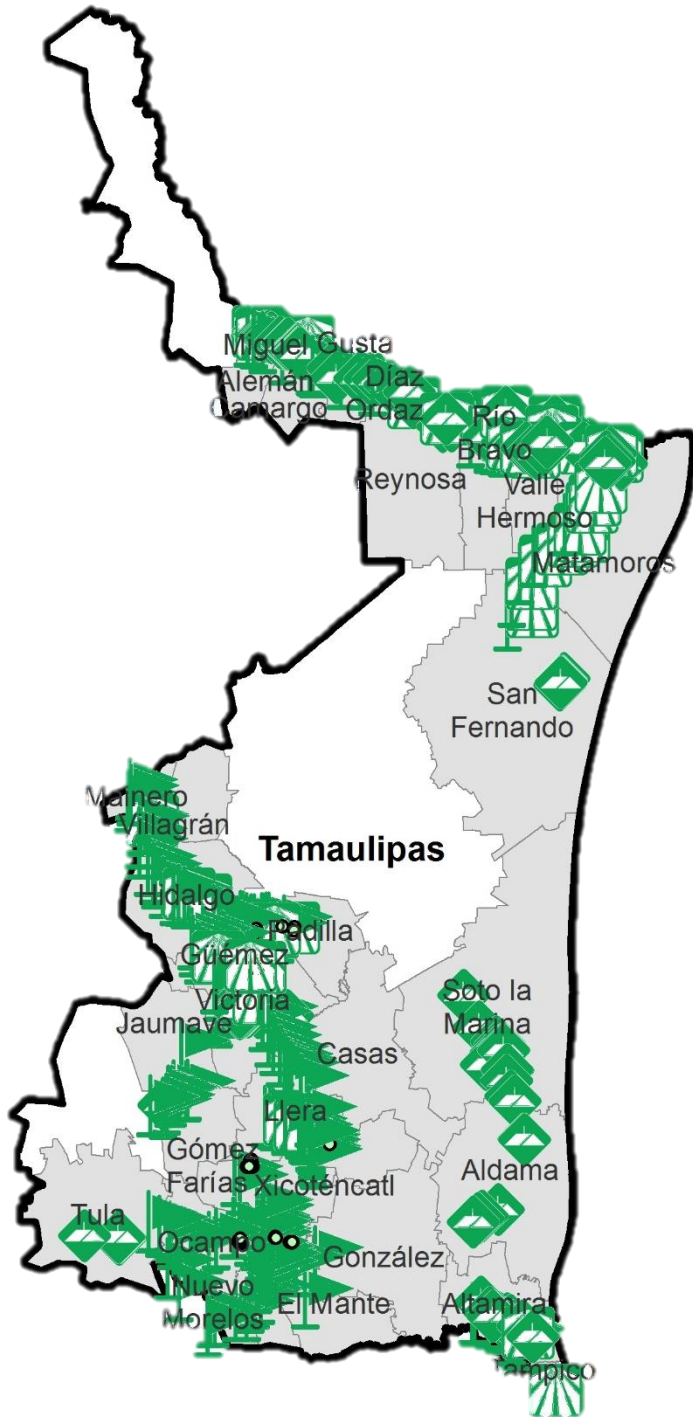 Miguel
Alemán
Gusta
Díaz
Ordaz
Camargo
Río
Bravo
Reynosa
Valle
Hermoso
Matamoros
San
Fernando
Mainero
Villagrán
Tamaulipas
Hidalgo
Padilla
Güémez
Victoria
Soto la
Marina
Jaumave
Casas
Llera
Gómez
Farías
Xicoténcatl
Aldama
Tula
Ocampo
González
Nuevo
Morelos
El Mante
Altamira
Tampico